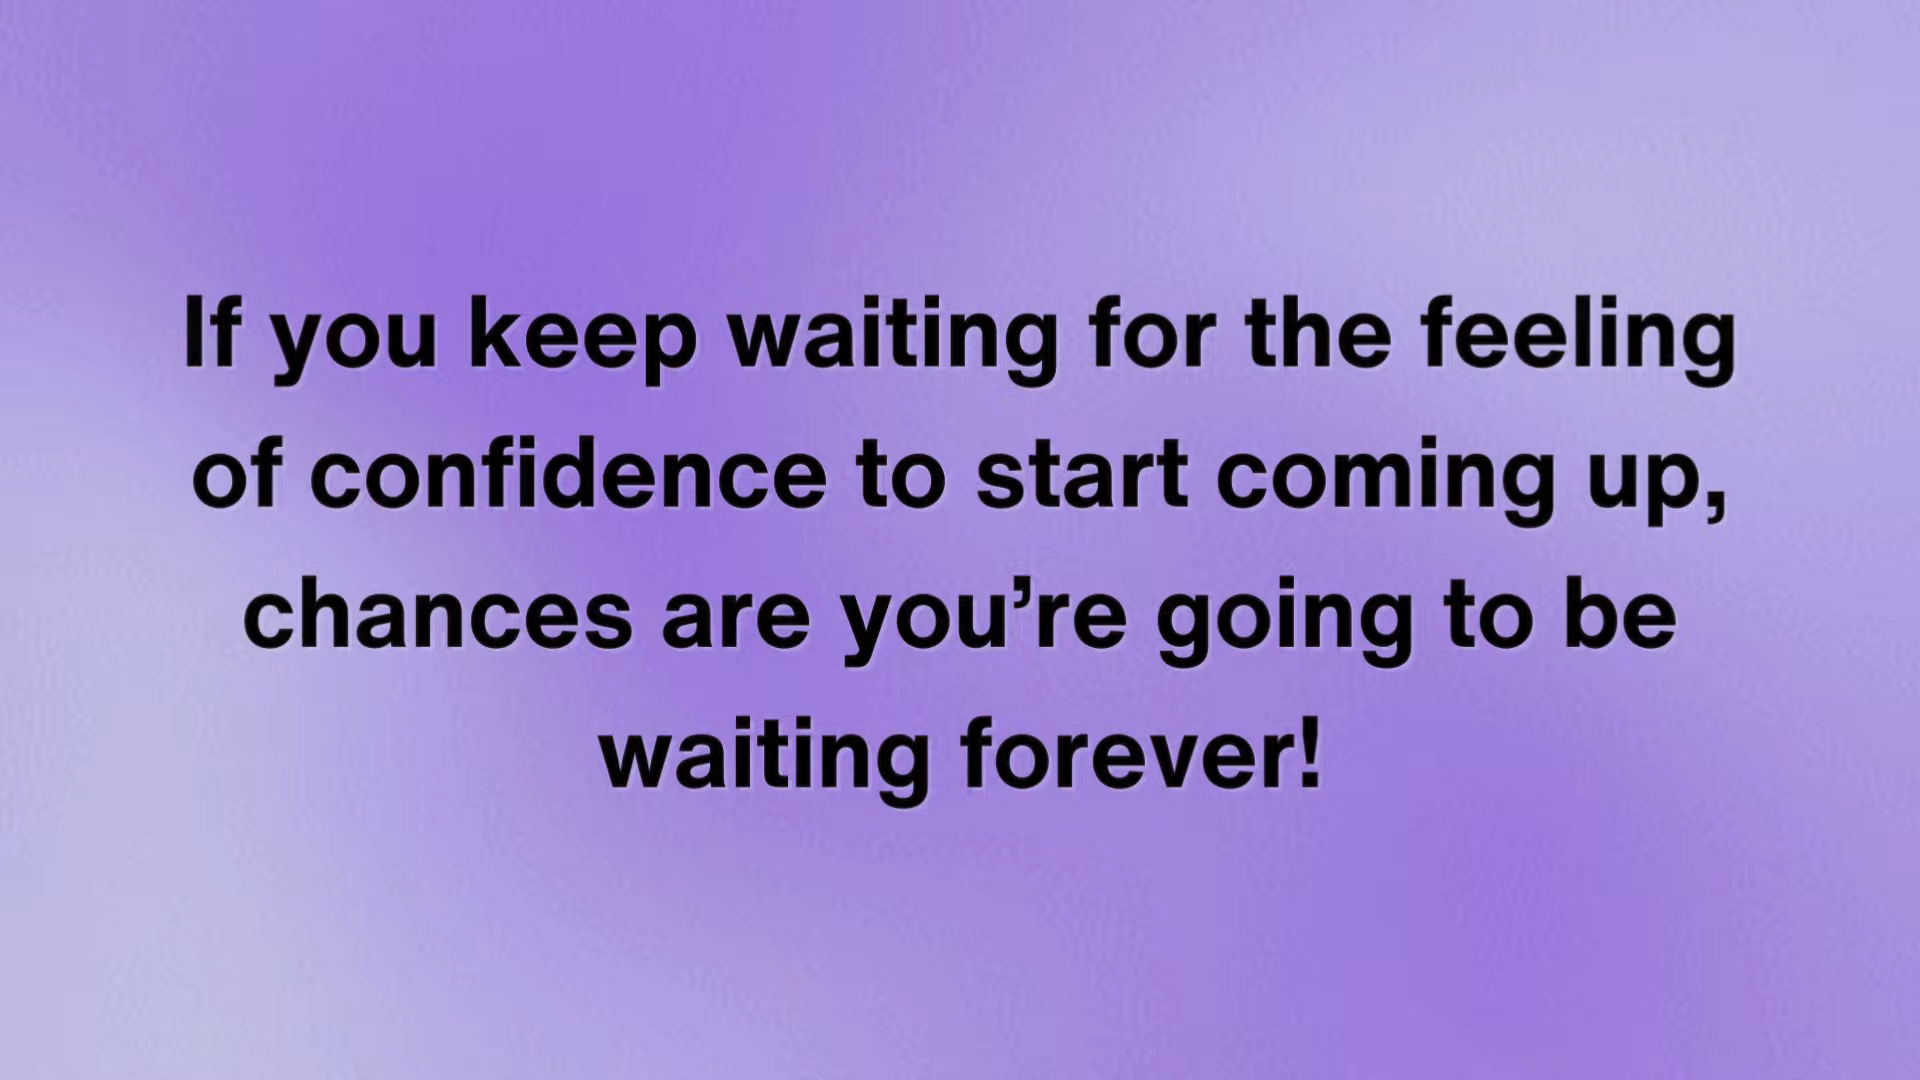 If you keep waiting for the feeling
of confidence to start coming up,
chances are you’re going to be
waiting forever!